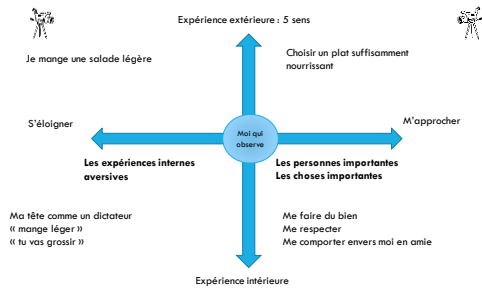 Expérience extérieure : 5 sens
Je mange une salade légère
Choisir un plat suffisamment
nourrissant
S'éloigner
M'approcher
Moi qui
observe
Les expériences internes
aversives
Les personnes importantes
Les choses importantes
Ma tête comme un dictateur
« mange léger »
« tu vas grossir »
Me faire du bien
Me respecter
Me comporter envers moi en amie
Expérience intérieure